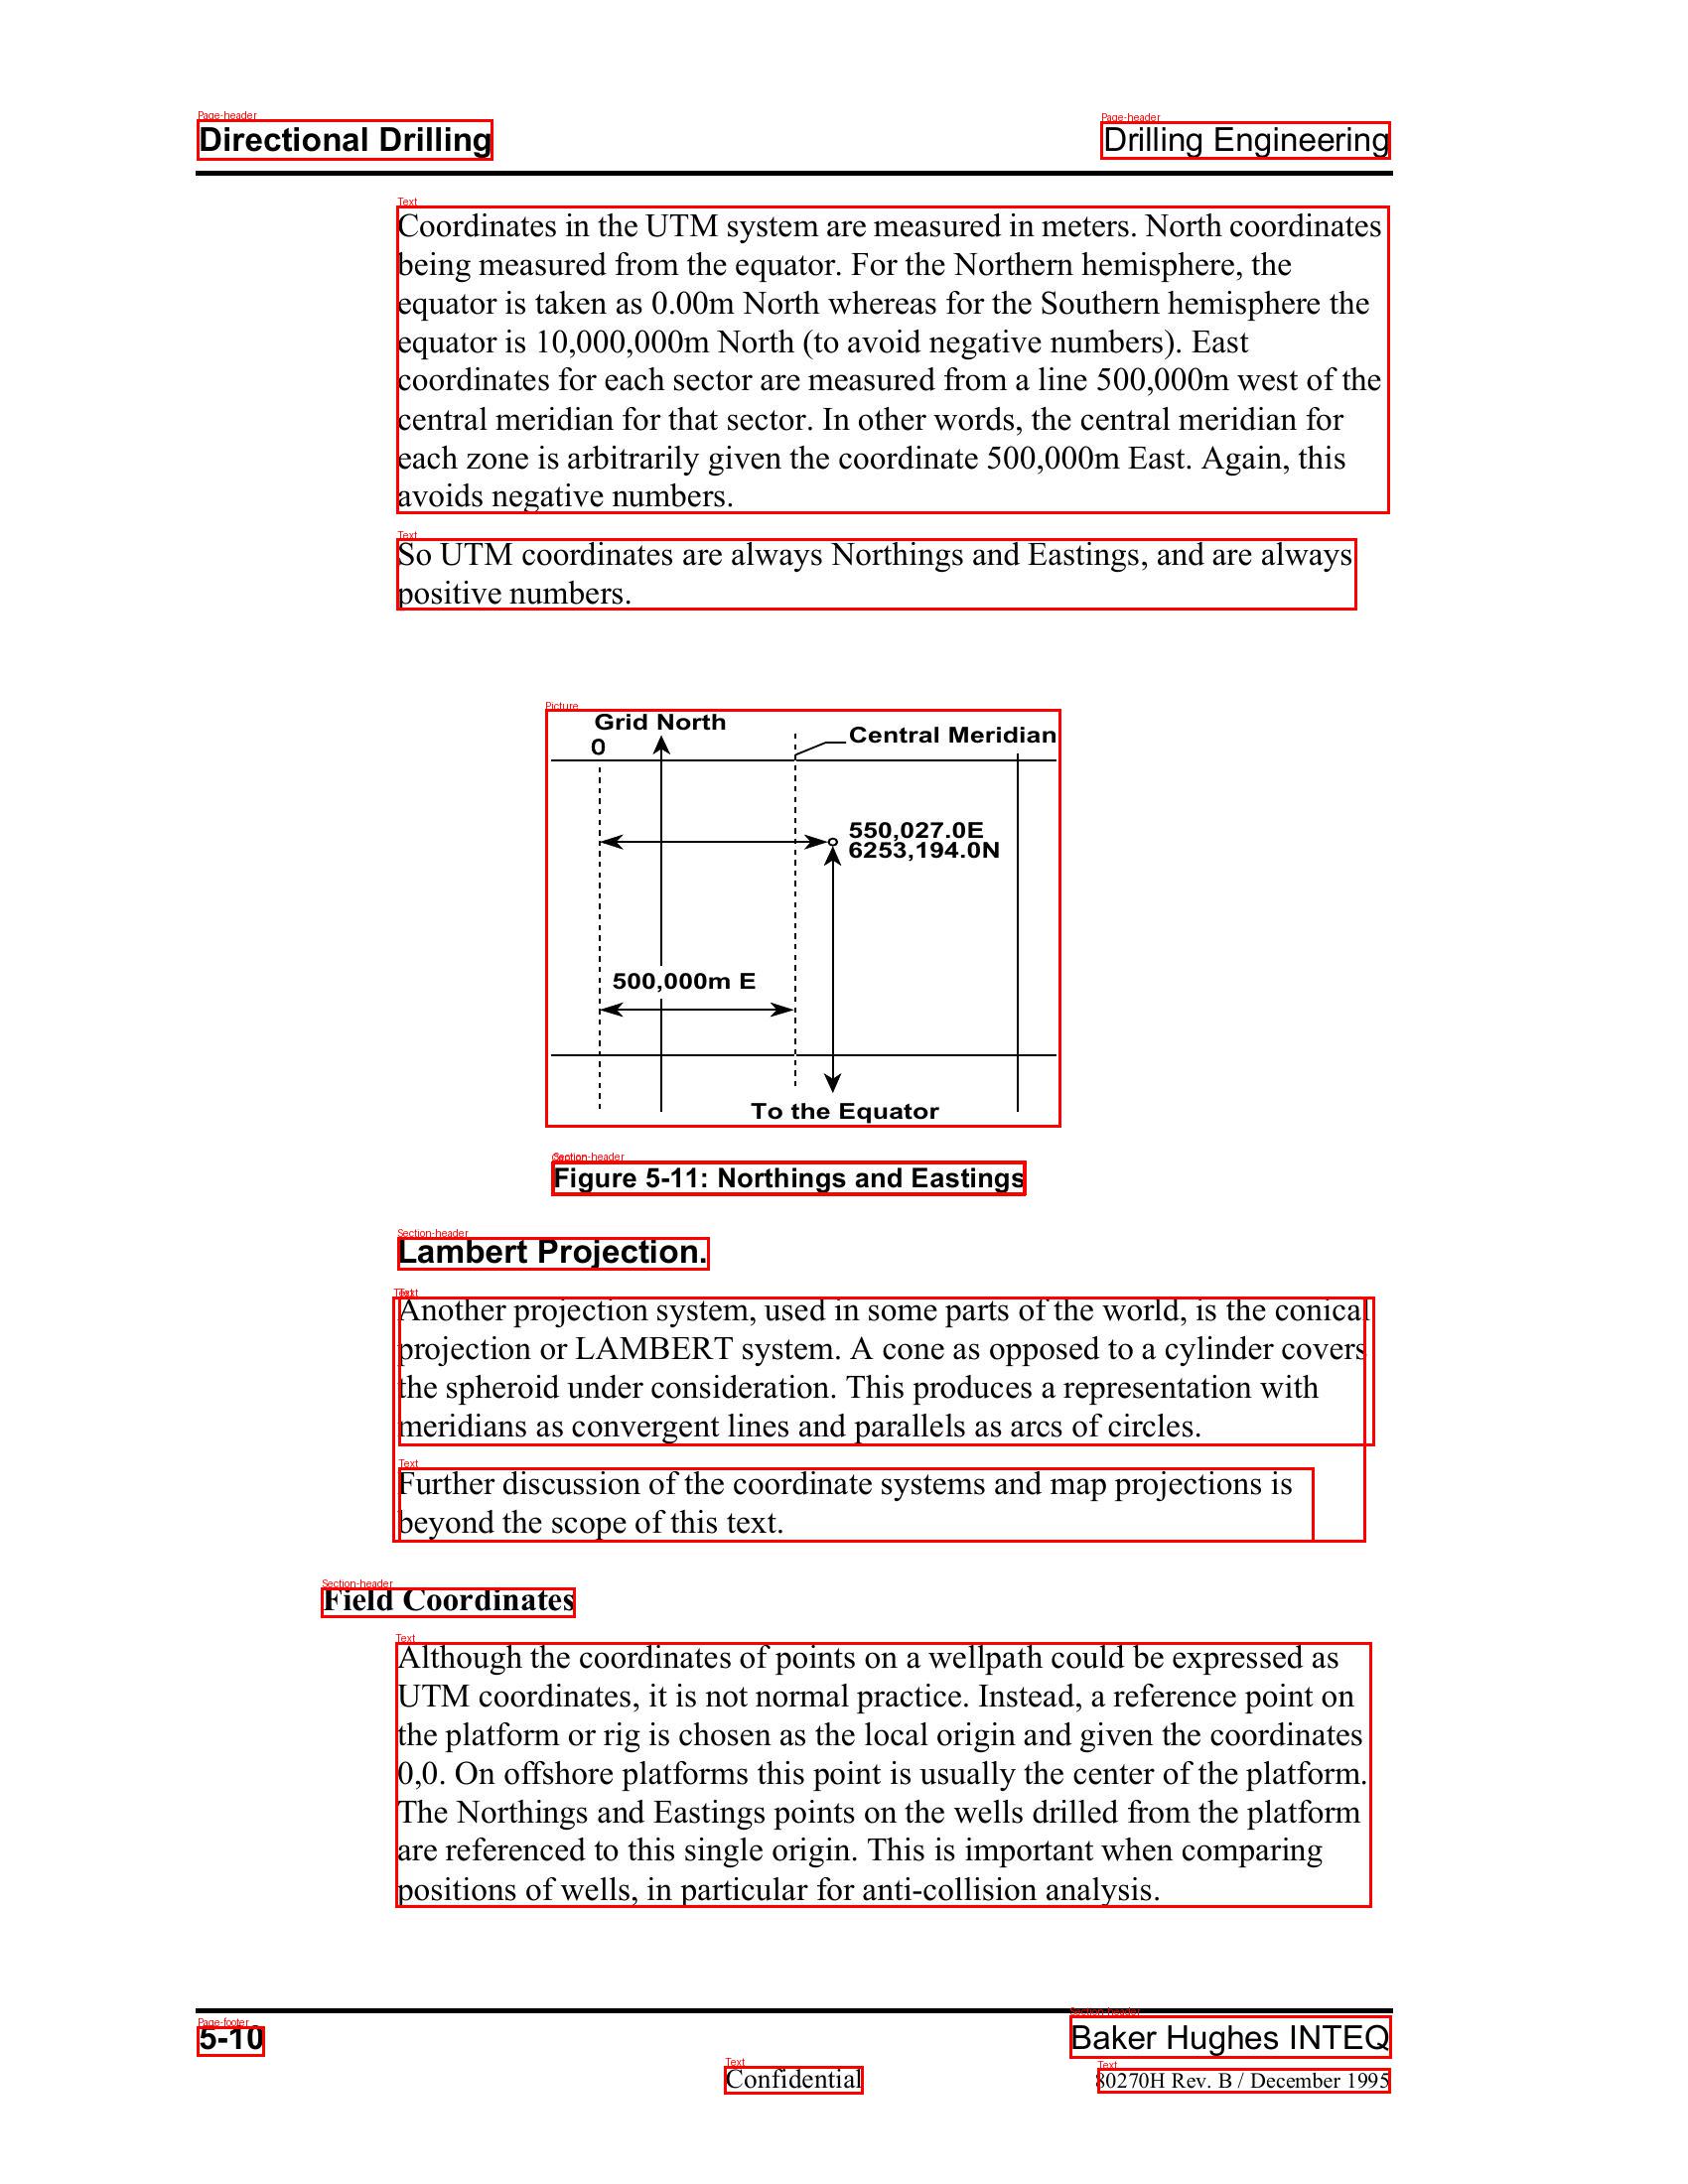 Page-header
Directional Drilling
Page-header
Drilling Engineering
Text
Coordinates in the UTM system are measured in meters. North coordinates
being measured from the equator. For the Northern hemisphere, the
equator is taken as 0.00m North whereas for the Southern hemisphere the
equator is 10,000,000m North (to avoid negative numbers). East
coordinates for each sector are measured from a line 500,000m west of the
central meridian for that sector. In other words, the central meridian for
each zone is arbitrarily given the coordinate 500,000m East. Again, this
avoids negative numbers.
Text
So UTM coordinates are always Northings and Eastings, and are always
positive numbers.
Picture
Grid North
Central Meridian
0
550,027.0E
6253,194.0N
500,000m E
To the Equator
Section-header
Figure 5-11: Northings and Eastings
Section-header
Lambert Projection.
Text
Another projection system, used in some parts of the world, is the conical
projection or LAMBERT system. A cone as opposed to a cylinder covers
the spheroid under consideration. This produces a representation with
meridians as convergent lines and parallels as arcs of circles.
Text
Further discussion of the coordinate systems and map projections is
beyond the scope of this text.
Section-header
Field Coordinates
Text
Although the coordinates of points on a wellpath could be expressed as
UTM coordinates, it is not normal practice. Instead, a reference point on
the platform or rig is chosen as the local origin and given the coordinates
0,0. On offshore platforms this point is usually the center of the platform.
The Northings and Eastings points on the wells drilled from the platform
are referenced to this single origin. This is important when comparing
positions of wells, in particular for anti-collision analysis.
Page-footer
5-10
Section-header
Baker Hughes INTEQ
Text
Confidential
Text
80270H Rev. B / December 1995